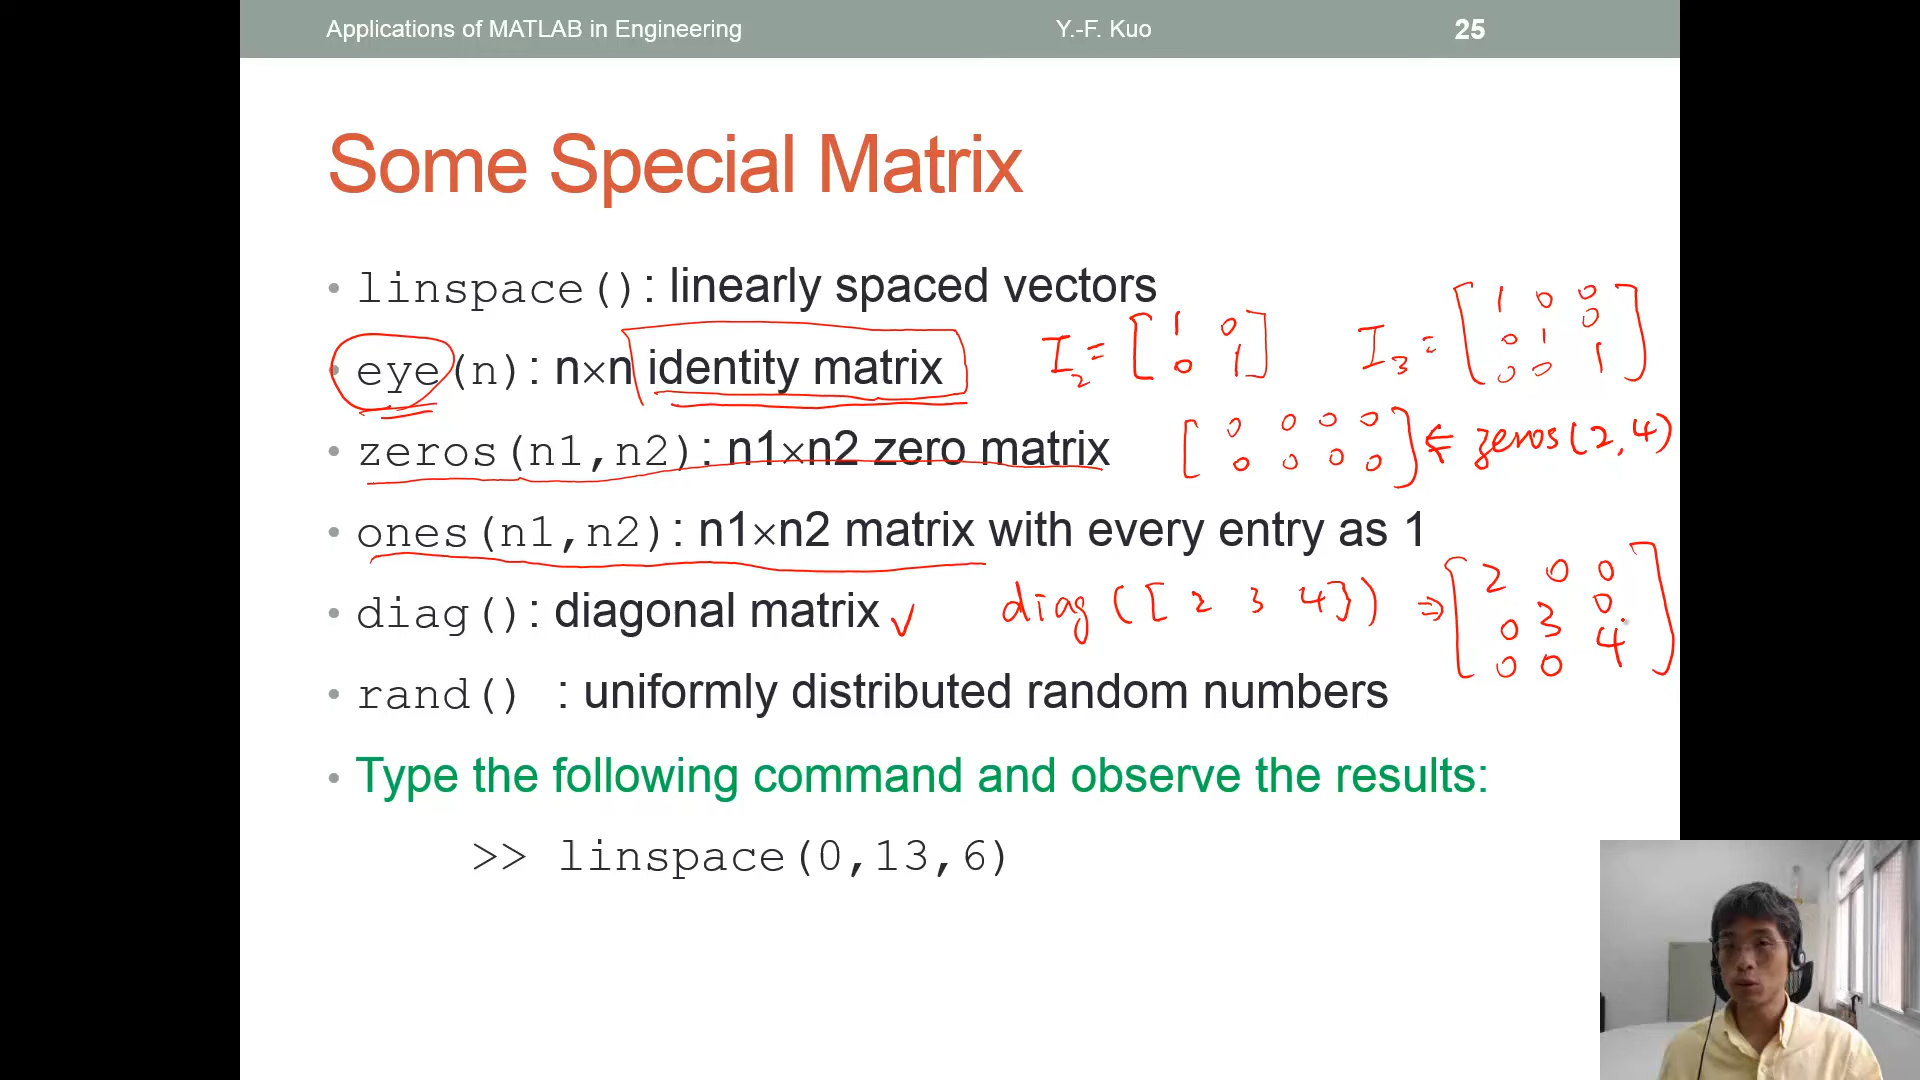 Applications of MATLAB in Engineering Y.-F. Kuo 25
Some Special Matrix
• linspace(): linearly spaced vectors
• eye(n): n×n identity matrix I₂ = [ 1 0 I₃ = [ 1 0 0
0 1 ] 0 1 0
0 0 1 ]
• zeros(n1,n2): n1×n2 zero matrix [ 0 0 0 0 ← zeros(2,4)
0 0 0 0 ]
• ones(n1,n2): n1×n2 matrix with every entry as 1
• diag(): diagonal matrix ✓ diag([ 2 3 4 ]) ⇒ [ 2 0 0
0 3 0
0 0 4 ]
• rand() : uniformly distributed random numbers
• Type the following command and observe the results:
>> linspace(0,13,6)